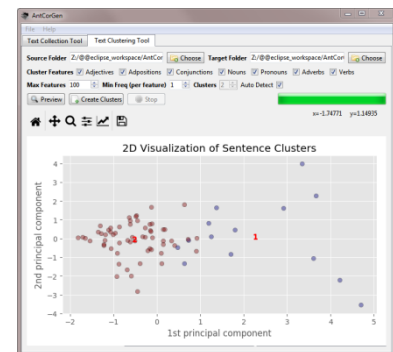 AntCorGen
File Help
Text Collection Tool Text Clustering Tool
Source Folder Z:/@@eclipse_workspace/AntCor Choose Target Folder Z:/@@eclipse_workspace/AntCor Choose
Cluster Features Adjectives Adpositions Conjunctions Nouns Pronouns Adverbs Verbs
Max Features 100 Min Freq (per feature) 1 Clusters 2 Auto Detect
Preview Create Clusters Stop
x=-1.74771 y=1.14935
2D Visualization of Sentence Clusters
4
3
2
1
0
−1
−2
−3
−4
1
−2 −1 0 1 2 3 4 5
2nd principal component
1st principal component